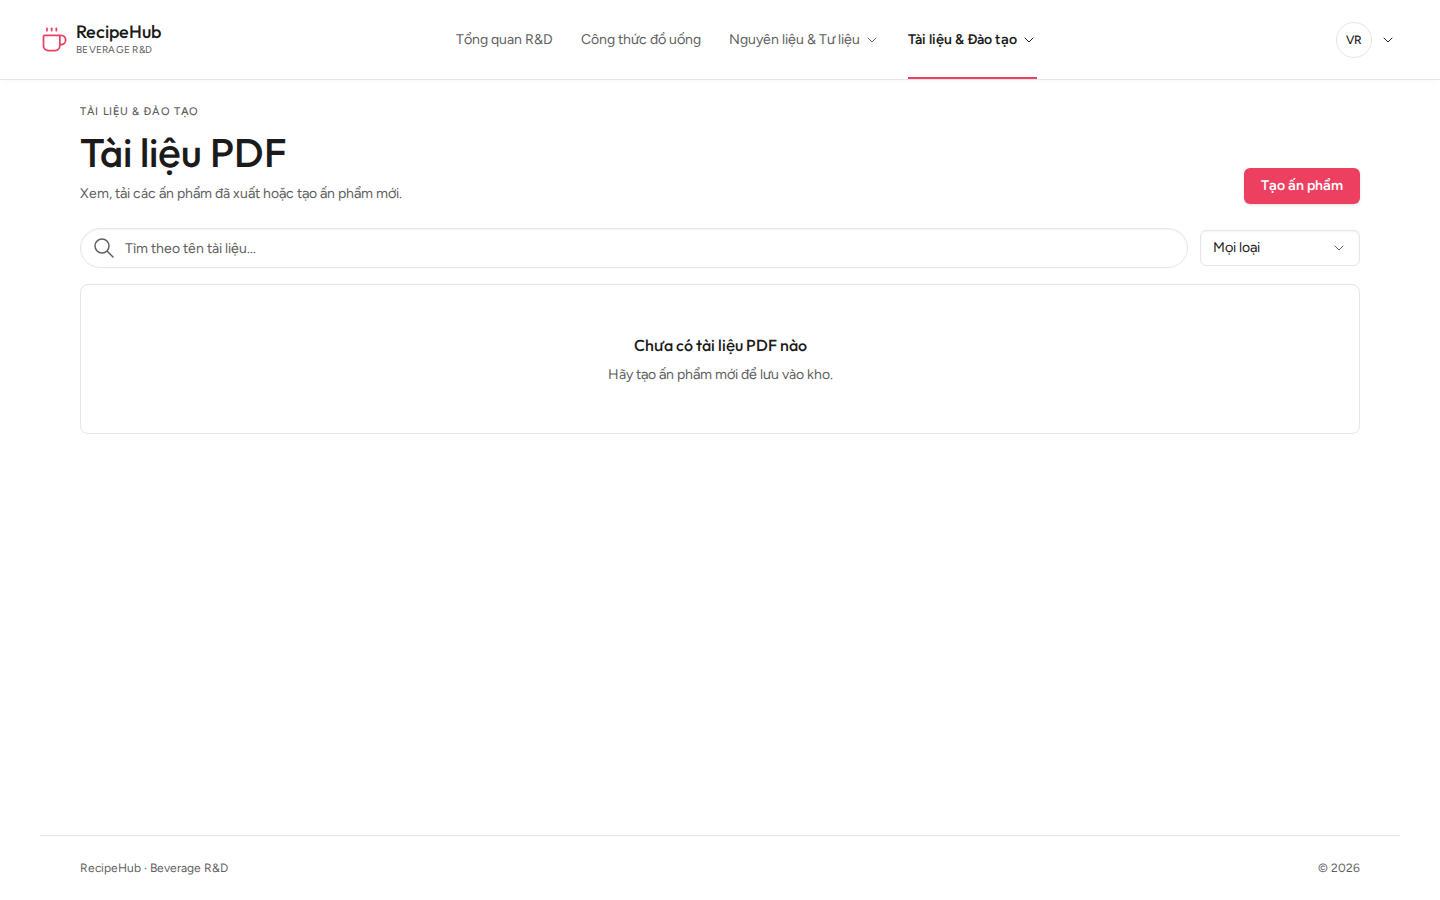 RecipeHub
BEVERAGE R&D
Tổng quan R&D
Công thức đồ uống
Nguyên liệu & Tư liệu
Tài liệu & Đào tạo
VR
TÀI LIỆU & ĐÀO TẠO
Tài liệu PDF
Xem, tải các ấn phẩm đã xuất hoặc tạo ấn phẩm mới.
Tạo ấn phẩm
Tìm theo tên tài liệu...
Mọi loại
Chưa có tài liệu PDF nào
Hãy tạo ấn phẩm mới để lưu vào kho.
RecipeHub · Beverage R&D
© 2026